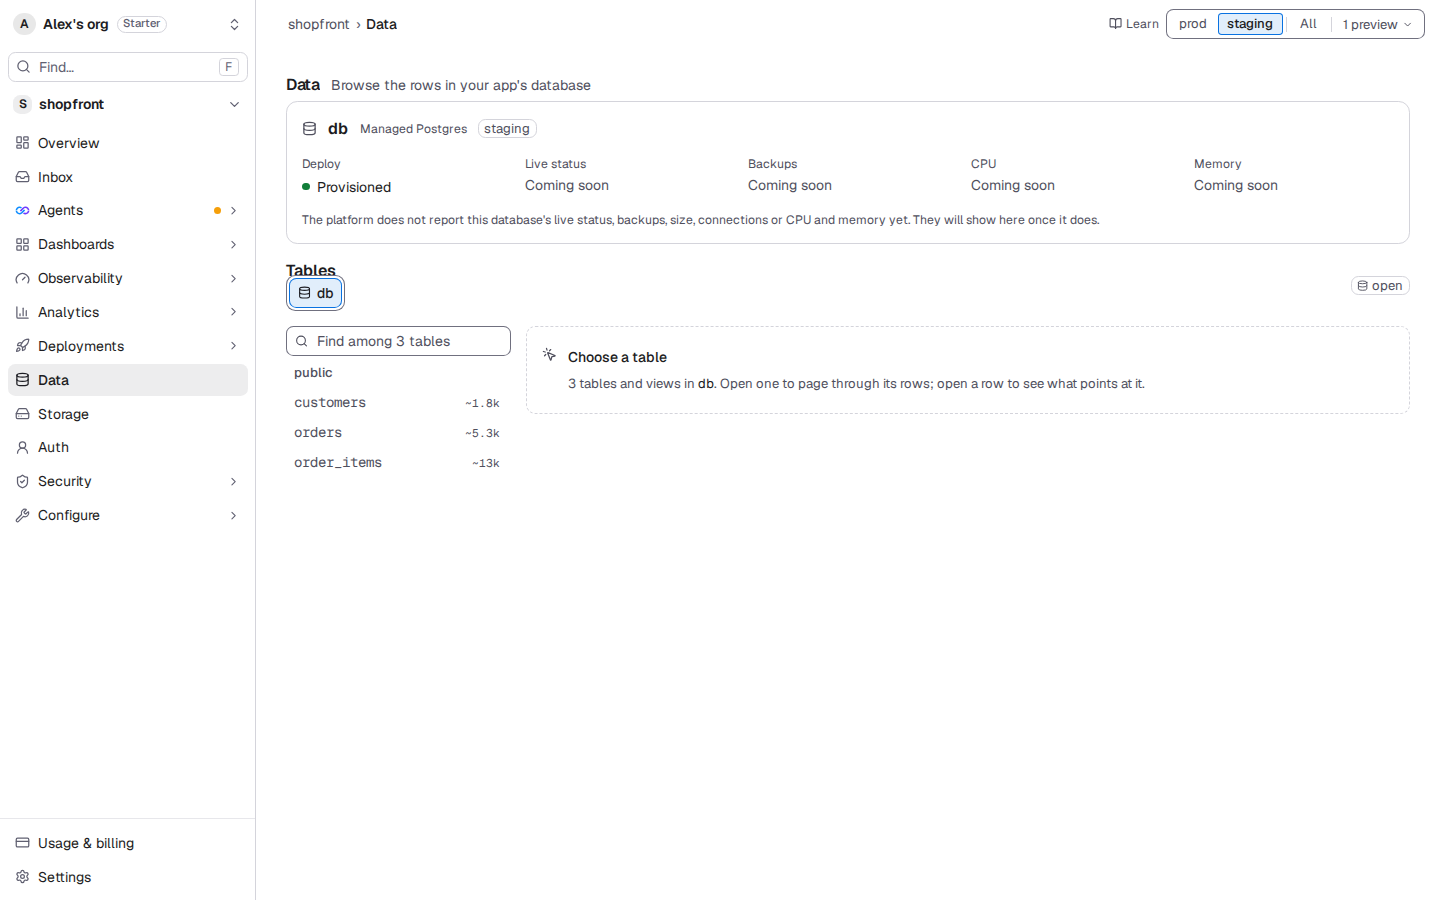 A Alex's org Starter
Find... F
S shopfront
Overview
Inbox
Agents
Dashboards
Observability
Analytics
Deployments
Data
Storage
Auth
Security
Configure
Usage & billing
Settings
shopfront › Data
Learn prod staging All 1 preview
Data Browse the rows in your app's database
db Managed Postgres staging
Deploy Live status Backups CPU Memory
Provisioned Coming soon Coming soon Coming soon Coming soon
The platform does not report this database's live status, backups, size, connections or CPU and memory yet. They will show here once it does.
Tables
db open
Find among 3 tables
public
customers ~1.8k
orders ~5.3k
order_items ~13k
Choose a table
3 tables and views in db. Open one to page through its rows; open a row to see what points at it.